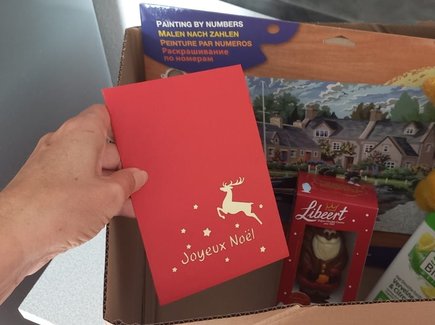 PAINTING BY NUMBERS
MALEN NACH ZAHLEN
PEINTURE PAR NUMEROS
Раскрашивание
по номерам
Joyeux Noël
Libeert